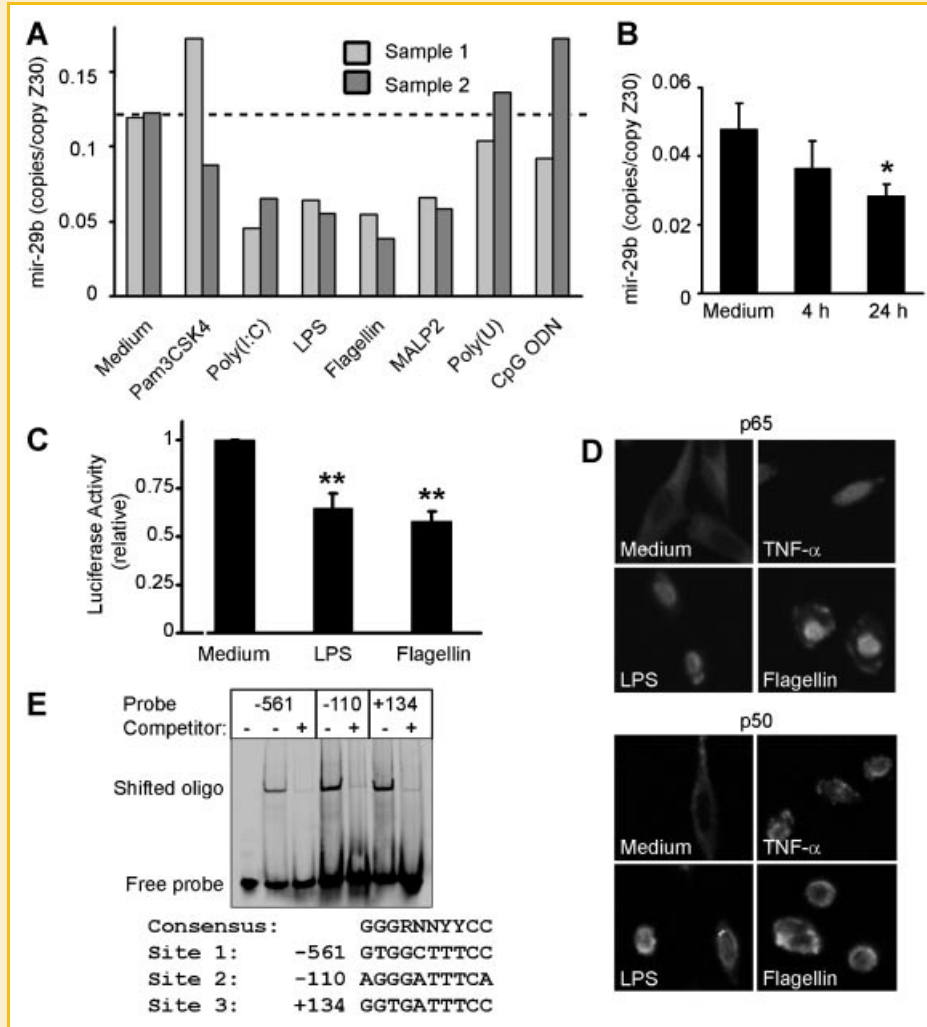 A
mir-29b (copies/copy Z30)
0.15
0.1
0.05
0
Sample 1
Sample 2
Medium
Pam3CSK4
Poly(I:C)
LPS
Flagellin
MALP2
Poly(U)
CpG ODN
B
mir-29b (copies/copy Z30)
0.06
0.04
0.02
0
*
Medium 4 h 24 h
C
Luciferase Activity
(relative)
1
0.75
0.5
0.25
0
** **
Medium LPS Flagellin
D
p65
Medium TNF-α
LPS Flagellin
p50
Medium TNF-α
LPS Flagellin
E
Probe -561 -110 +134
Competitor: - - + - + - +
Shifted oligo
Free probe
Consensus: GGGRNNYYCC
Site 1: -561 GTGGCTTTCC
Site 2: -110 AGGGATTTCA
Site 3: +134 GGTGATTTCC